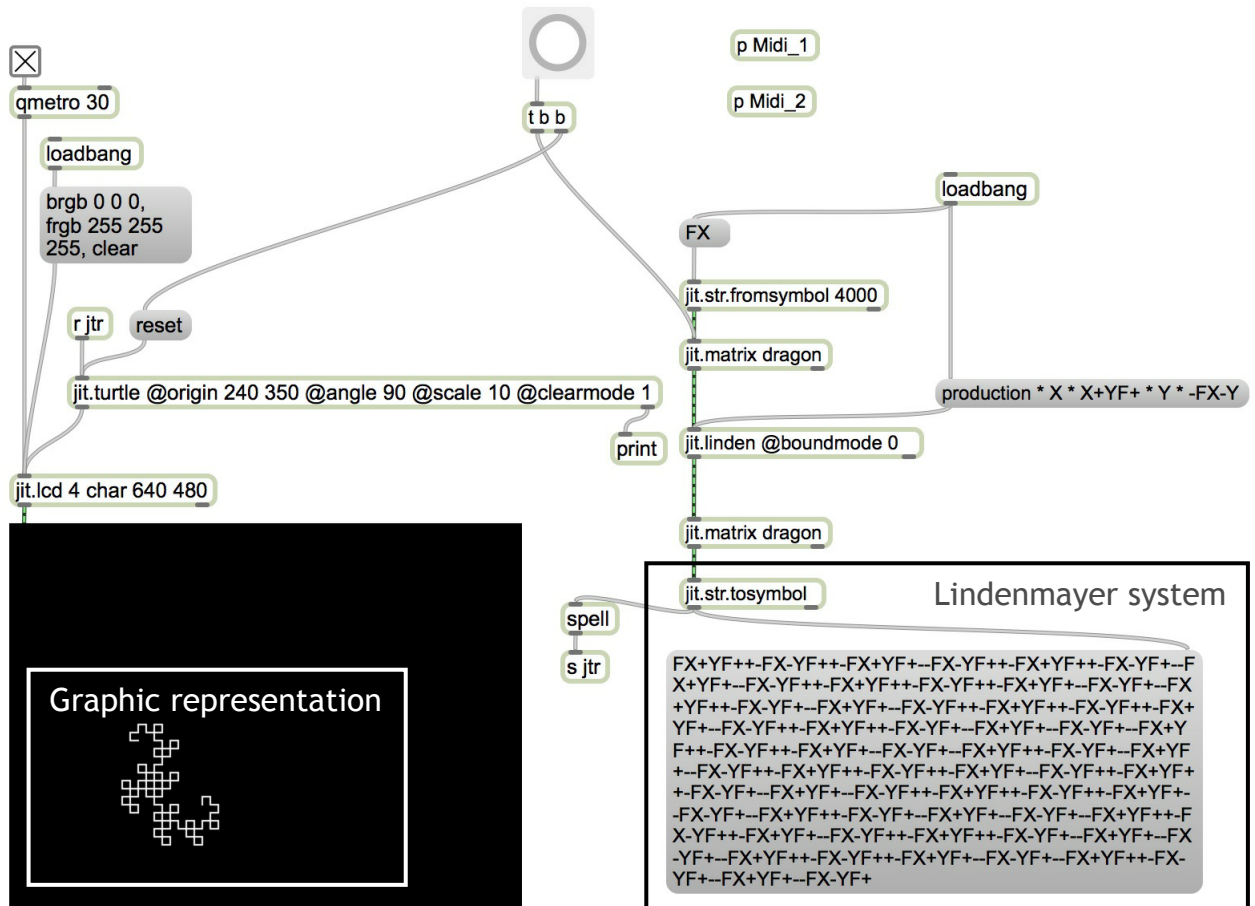 p Midi_1
qmetro 30
p Midi_2
t b b
loadbang
loadbang
brgb 0 0 0,
frgb 255 255
255, clear
FX
jit.str.fromsymbol 4000
r jtr
reset
jit.matrix dragon
jit.turtle @origin 240 350 @angle 90 @scale 10 @clearmode 1
production * X * X+YF+ * Y * -FX-Y
print
jit.linden @boundmode 0
jit.lcd 4 char 640 480
jit.matrix dragon
jit.str.tosymbol
Lindenmayer system
spell
s jtr
FX+YF++-FX-YF++-FX+YF+--FX-YF++-FX+YF++-FX-YF+--F
X+YF+--FX-YF++-FX+YF++-FX-YF++-FX+YF+--FX-YF+--FX
+YF++-FX-YF+--FX+YF+--FX-YF++-FX+YF++-FX-YF++-FX+
YF+--FX-YF++-FX+YF++-FX-YF+--FX+YF+--FX-YF+--FX+Y
F++-FX-YF++-FX+YF+--FX-YF+--FX+YF++-FX-YF+--FX+YF
+--FX-YF++-FX+YF++-FX-YF++-FX+YF+--FX-YF++-FX+YF+
+-FX-YF+--FX+YF+--FX-YF++-FX+YF++-FX-YF++-FX+YF+-
-FX-YF+--FX+YF++-FX-YF+--FX+YF+--FX-YF+--FX+YF++-F
X-YF++-FX+YF+--FX-YF++-FX+YF++-FX-YF+--FX+YF+--FX
-YF+--FX+YF++-FX-YF++-FX+YF+--FX-YF+--FX+YF++-FX-
YF+--FX+YF+--FX-YF+
Graphic representation